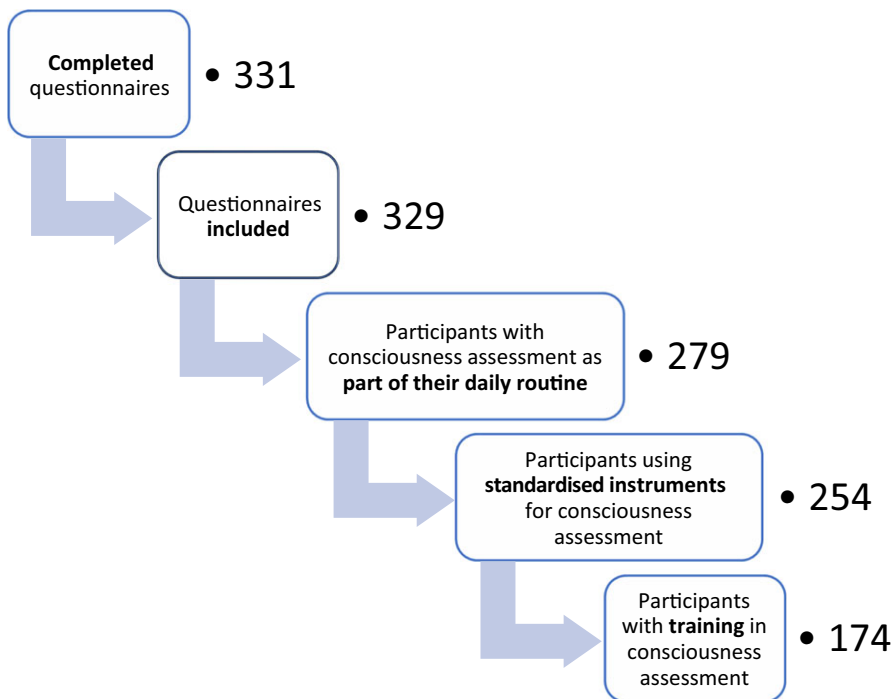 Completed
questionnaires
• 331
Questionnaires
included
• 329
Participants with
consciousness assessment as
part of their daily routine
• 279
Participants using
standardised instruments
for consciousness
assessment
• 254
Participants
with training in
consciousness
assessment
• 174